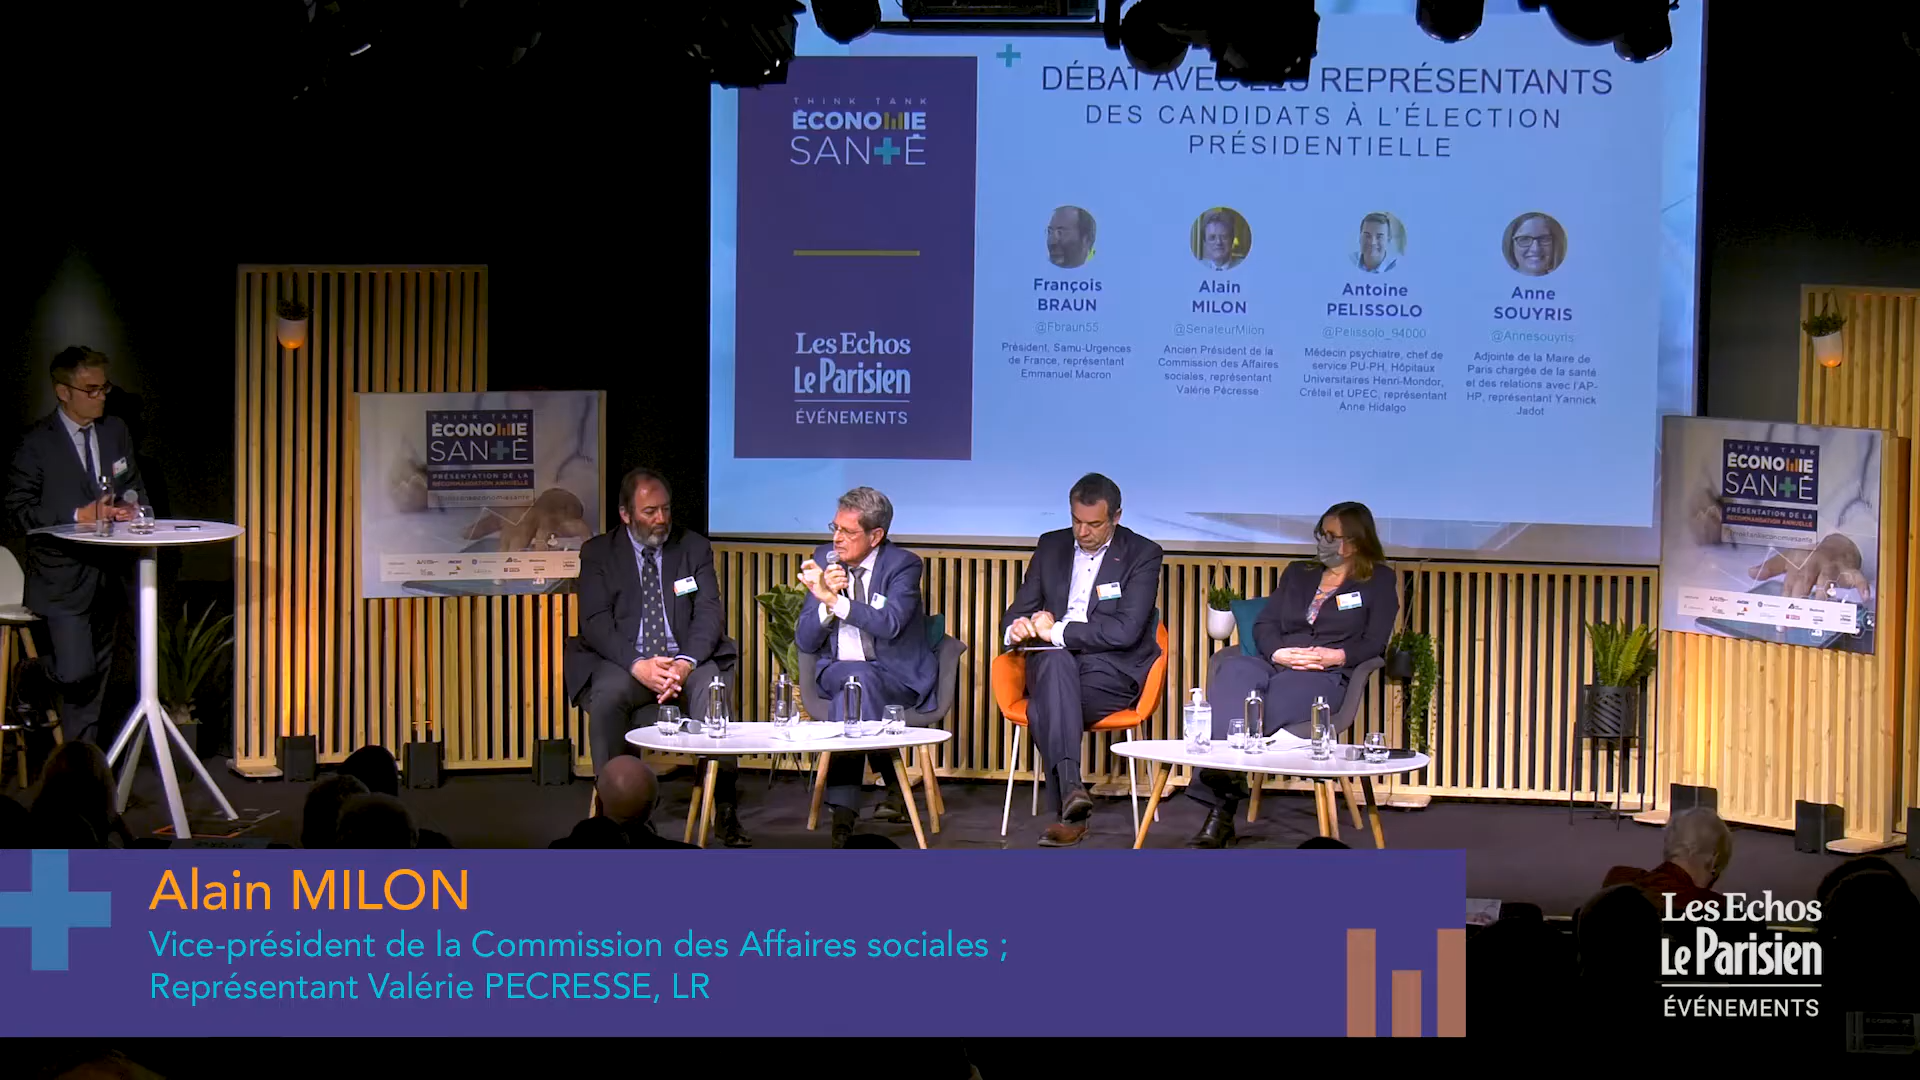 THINK TANK
ÉCONOMIE
SANTÉ
Les Echos
Le Parisien
ÉVÉNEMENTS
DÉBAT AVEC LES REPRÉSENTANTS
DES CANDIDATS À L'ÉLECTION
PRÉSIDENTIELLE
François
BRAUN
@Fbraun55
Président, Samu-Urgences
de France, représentant
Emmanuel Macron
Alain
MILON
@SenateurMilon
Ancien Président de la
Commission des Affaires
sociales, représentant
Valérie Pécresse
Antoine
PELISSOLO
@Pelissolo_94000
Médecin psychiatre, chef de
service PU-PH, Hôpitaux
Universitaires Henri-Mondor,
Créteil et UPEC, représentant
Anne Hidalgo
Anne
SOUYRIS
@Annesouyris
Adjointe de la Maire de
Paris chargée de la santé
et des relations avec l'AP-
HP, représentant Yannick
Jadot
THINK TANK
ÉCONOMIE
SANTÉ
PRÉSENTATION DE LA
RECOMMANDATION ANNUELLE
THINK TANK
ÉCONOMIE
SANTÉ
PRÉSENTATION DE LA
RECOMMANDATION ANNUELLE
Alain MILON
Vice-président de la Commission des Affaires sociales ;
Représentant Valérie PECRESSE, LR
Les Echos
Le Parisien
ÉVÉNEMENTS